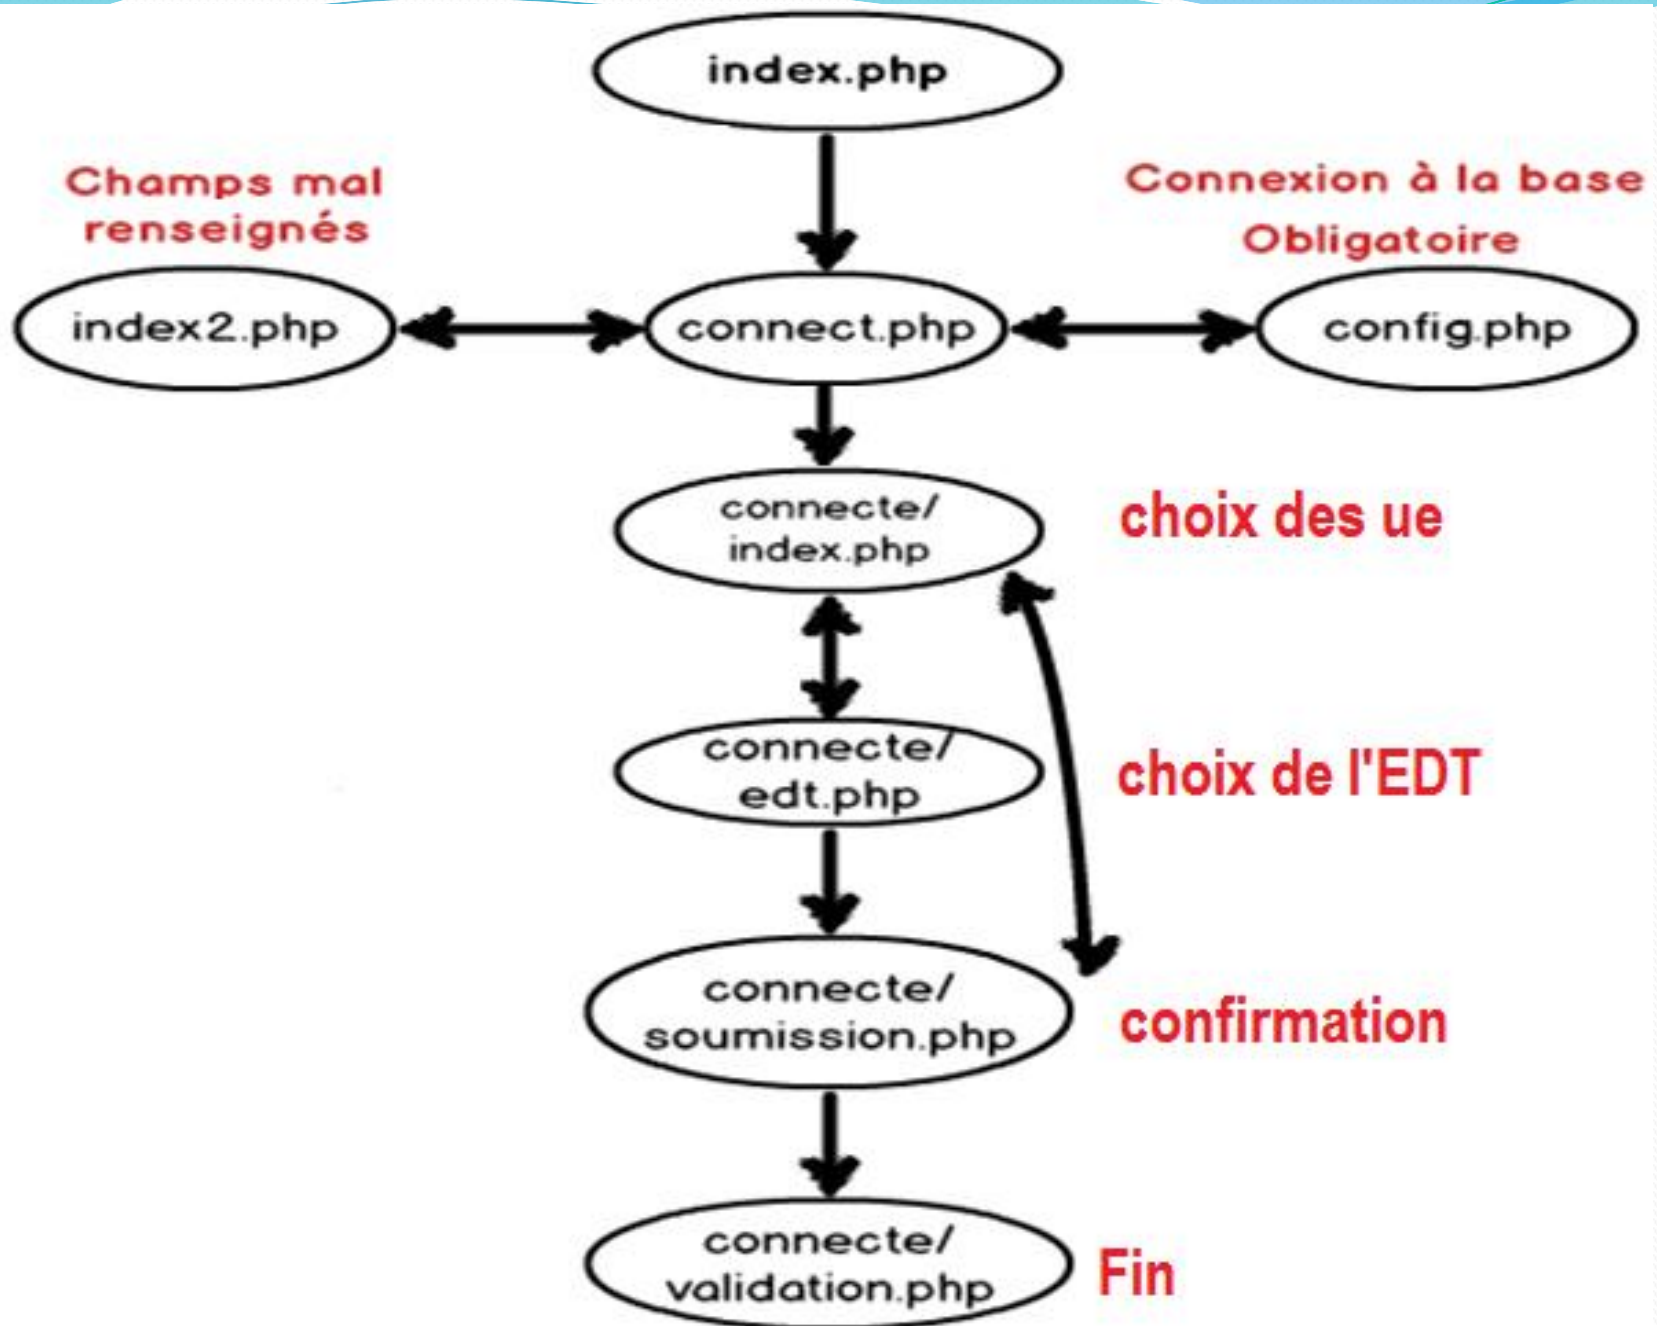 index.php
Champs mal
renseignés
Connexion à la base
Obligatoire
index2.php
connect.php
config.php
connecte/
index.php
choix des ue
connecte/
edt.php
choix de l'EDT
connecte/
soumission.php
confirmation
connecte/
validation.php
Fin